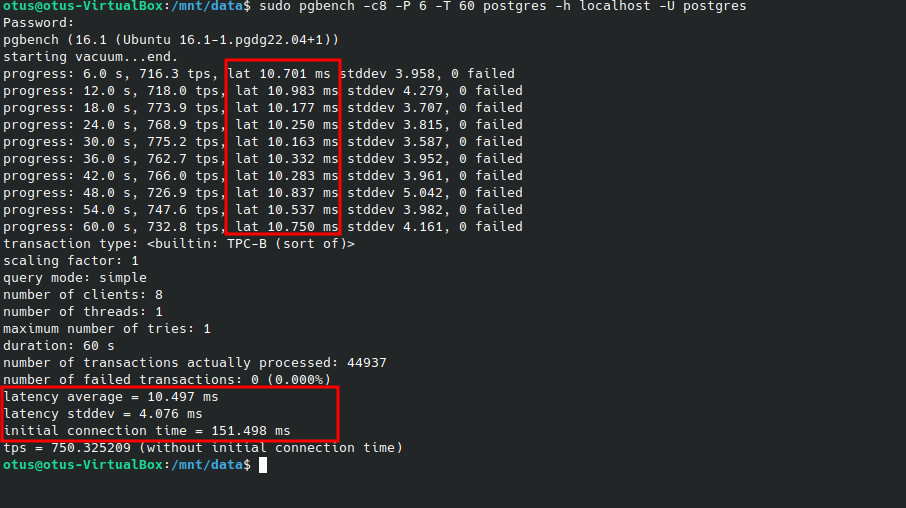 otus@otus-VirtualBox:/mnt/data$ sudo pgbench -c8 -P 6 -T 60 postgres -h localhost -U postgres
Password:
pgbench (16.1 (Ubuntu 16.1-1.pgdg22.04+1))
starting vacuum...end.
progress: 6.0 s, 716.3 tps, lat 10.701 ms stddev 3.958, 0 failed
progress: 12.0 s, 718.0 tps, lat 10.983 ms stddev 4.279, 0 failed
progress: 18.0 s, 773.9 tps, lat 10.177 ms stddev 3.707, 0 failed
progress: 24.0 s, 768.9 tps, lat 10.250 ms stddev 3.815, 0 failed
progress: 30.0 s, 775.2 tps, lat 10.163 ms stddev 3.587, 0 failed
progress: 36.0 s, 762.7 tps, lat 10.332 ms stddev 3.952, 0 failed
progress: 42.0 s, 766.0 tps, lat 10.283 ms stddev 3.961, 0 failed
progress: 48.0 s, 726.9 tps, lat 10.837 ms stddev 5.042, 0 failed
progress: 54.0 s, 747.6 tps, lat 10.537 ms stddev 3.982, 0 failed
progress: 60.0 s, 732.8 tps, lat 10.750 ms stddev 4.161, 0 failed
transaction type: <builtin: TPC-B (sort of)>
scaling factor: 1
query mode: simple
number of clients: 8
number of threads: 1
maximum number of tries: 1
duration: 60 s
number of transactions actually processed: 44937
number of failed transactions: 0 (0.000%)
latency average = 10.497 ms
latency stddev = 4.076 ms
initial connection time = 151.498 ms
tps = 750.325209 (without initial connection time)
otus@otus-VirtualBox:/mnt/data$